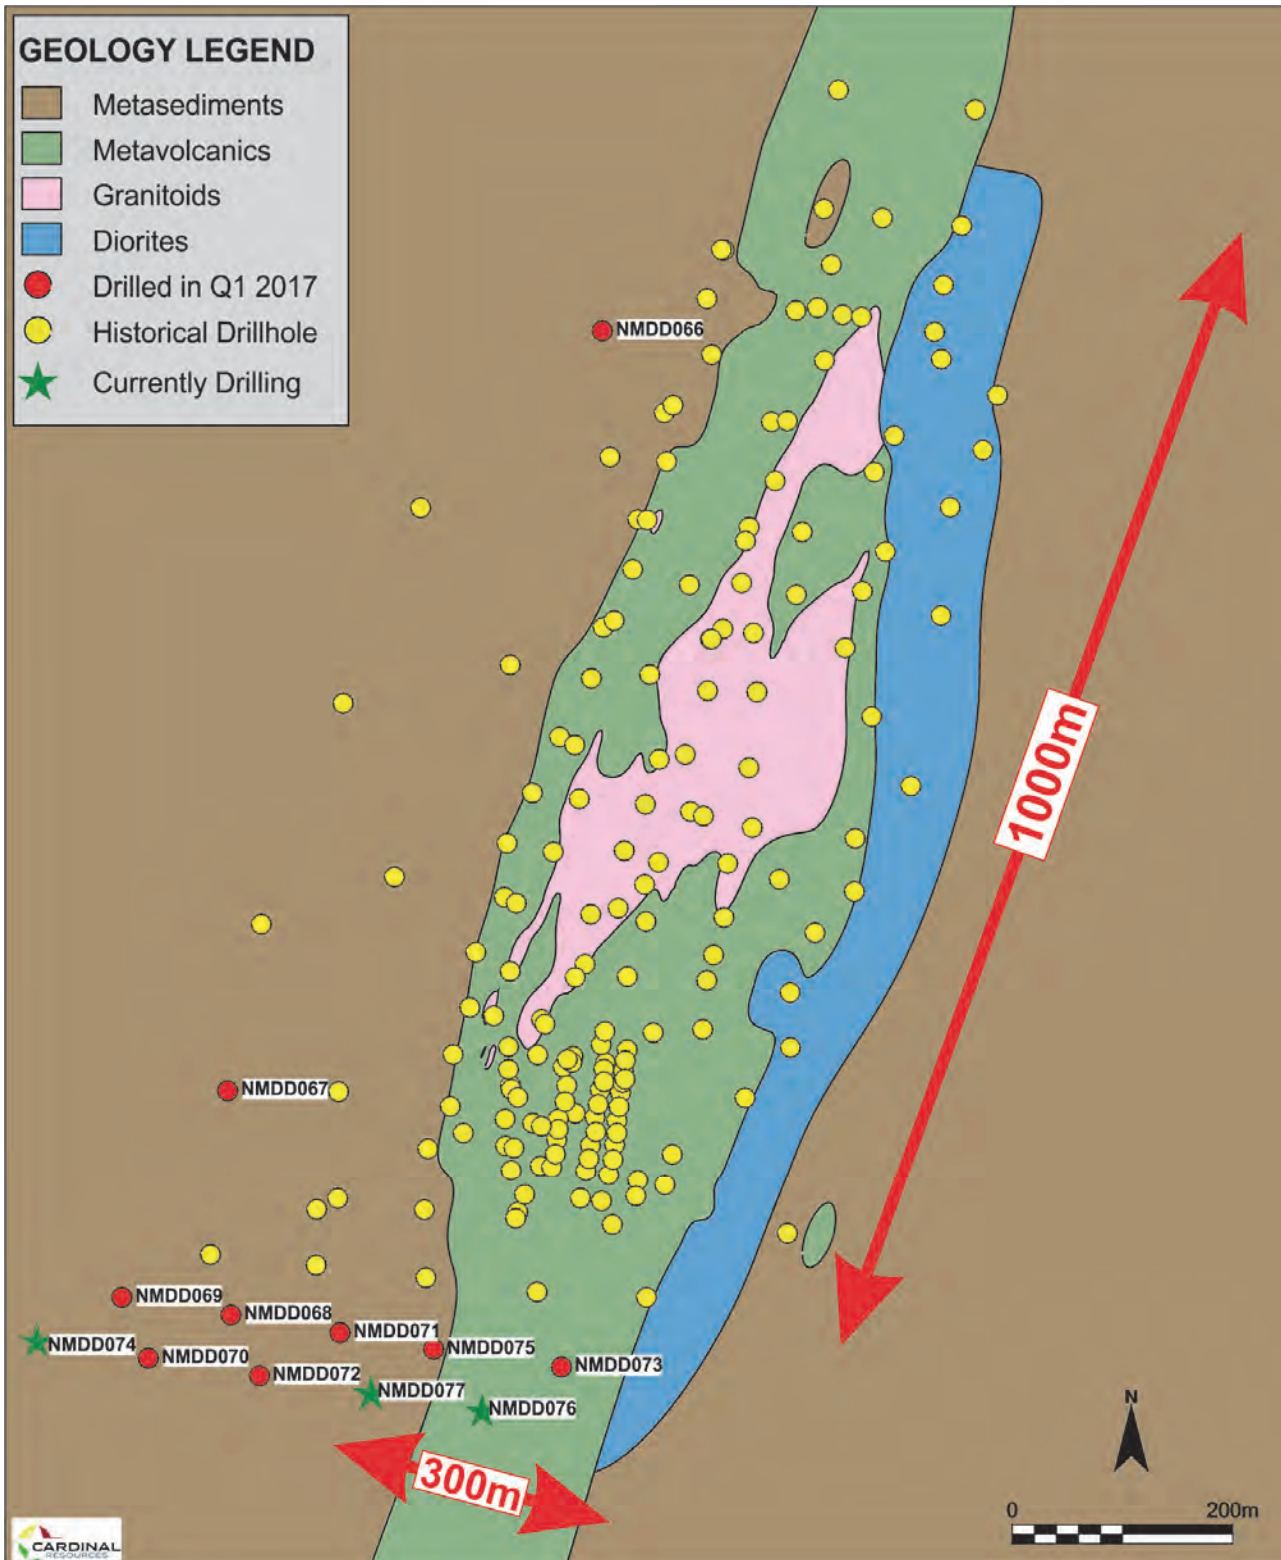 GEOLOGY LEGEND
Metasediments
Metavolcanics
Granitoids
Diorites
Drilled in Q1 2017
Historical Drillhole
Currently Drilling
NMDD066
1000m
NMDD067
NMDD069
NMDD068
NMDD071
NMDD074
NMDD075
NMDD070
NMDD073
NMDD072
NMDD077
NMDD076
N
300m
0 200m
CARDINAL
RESOURCES